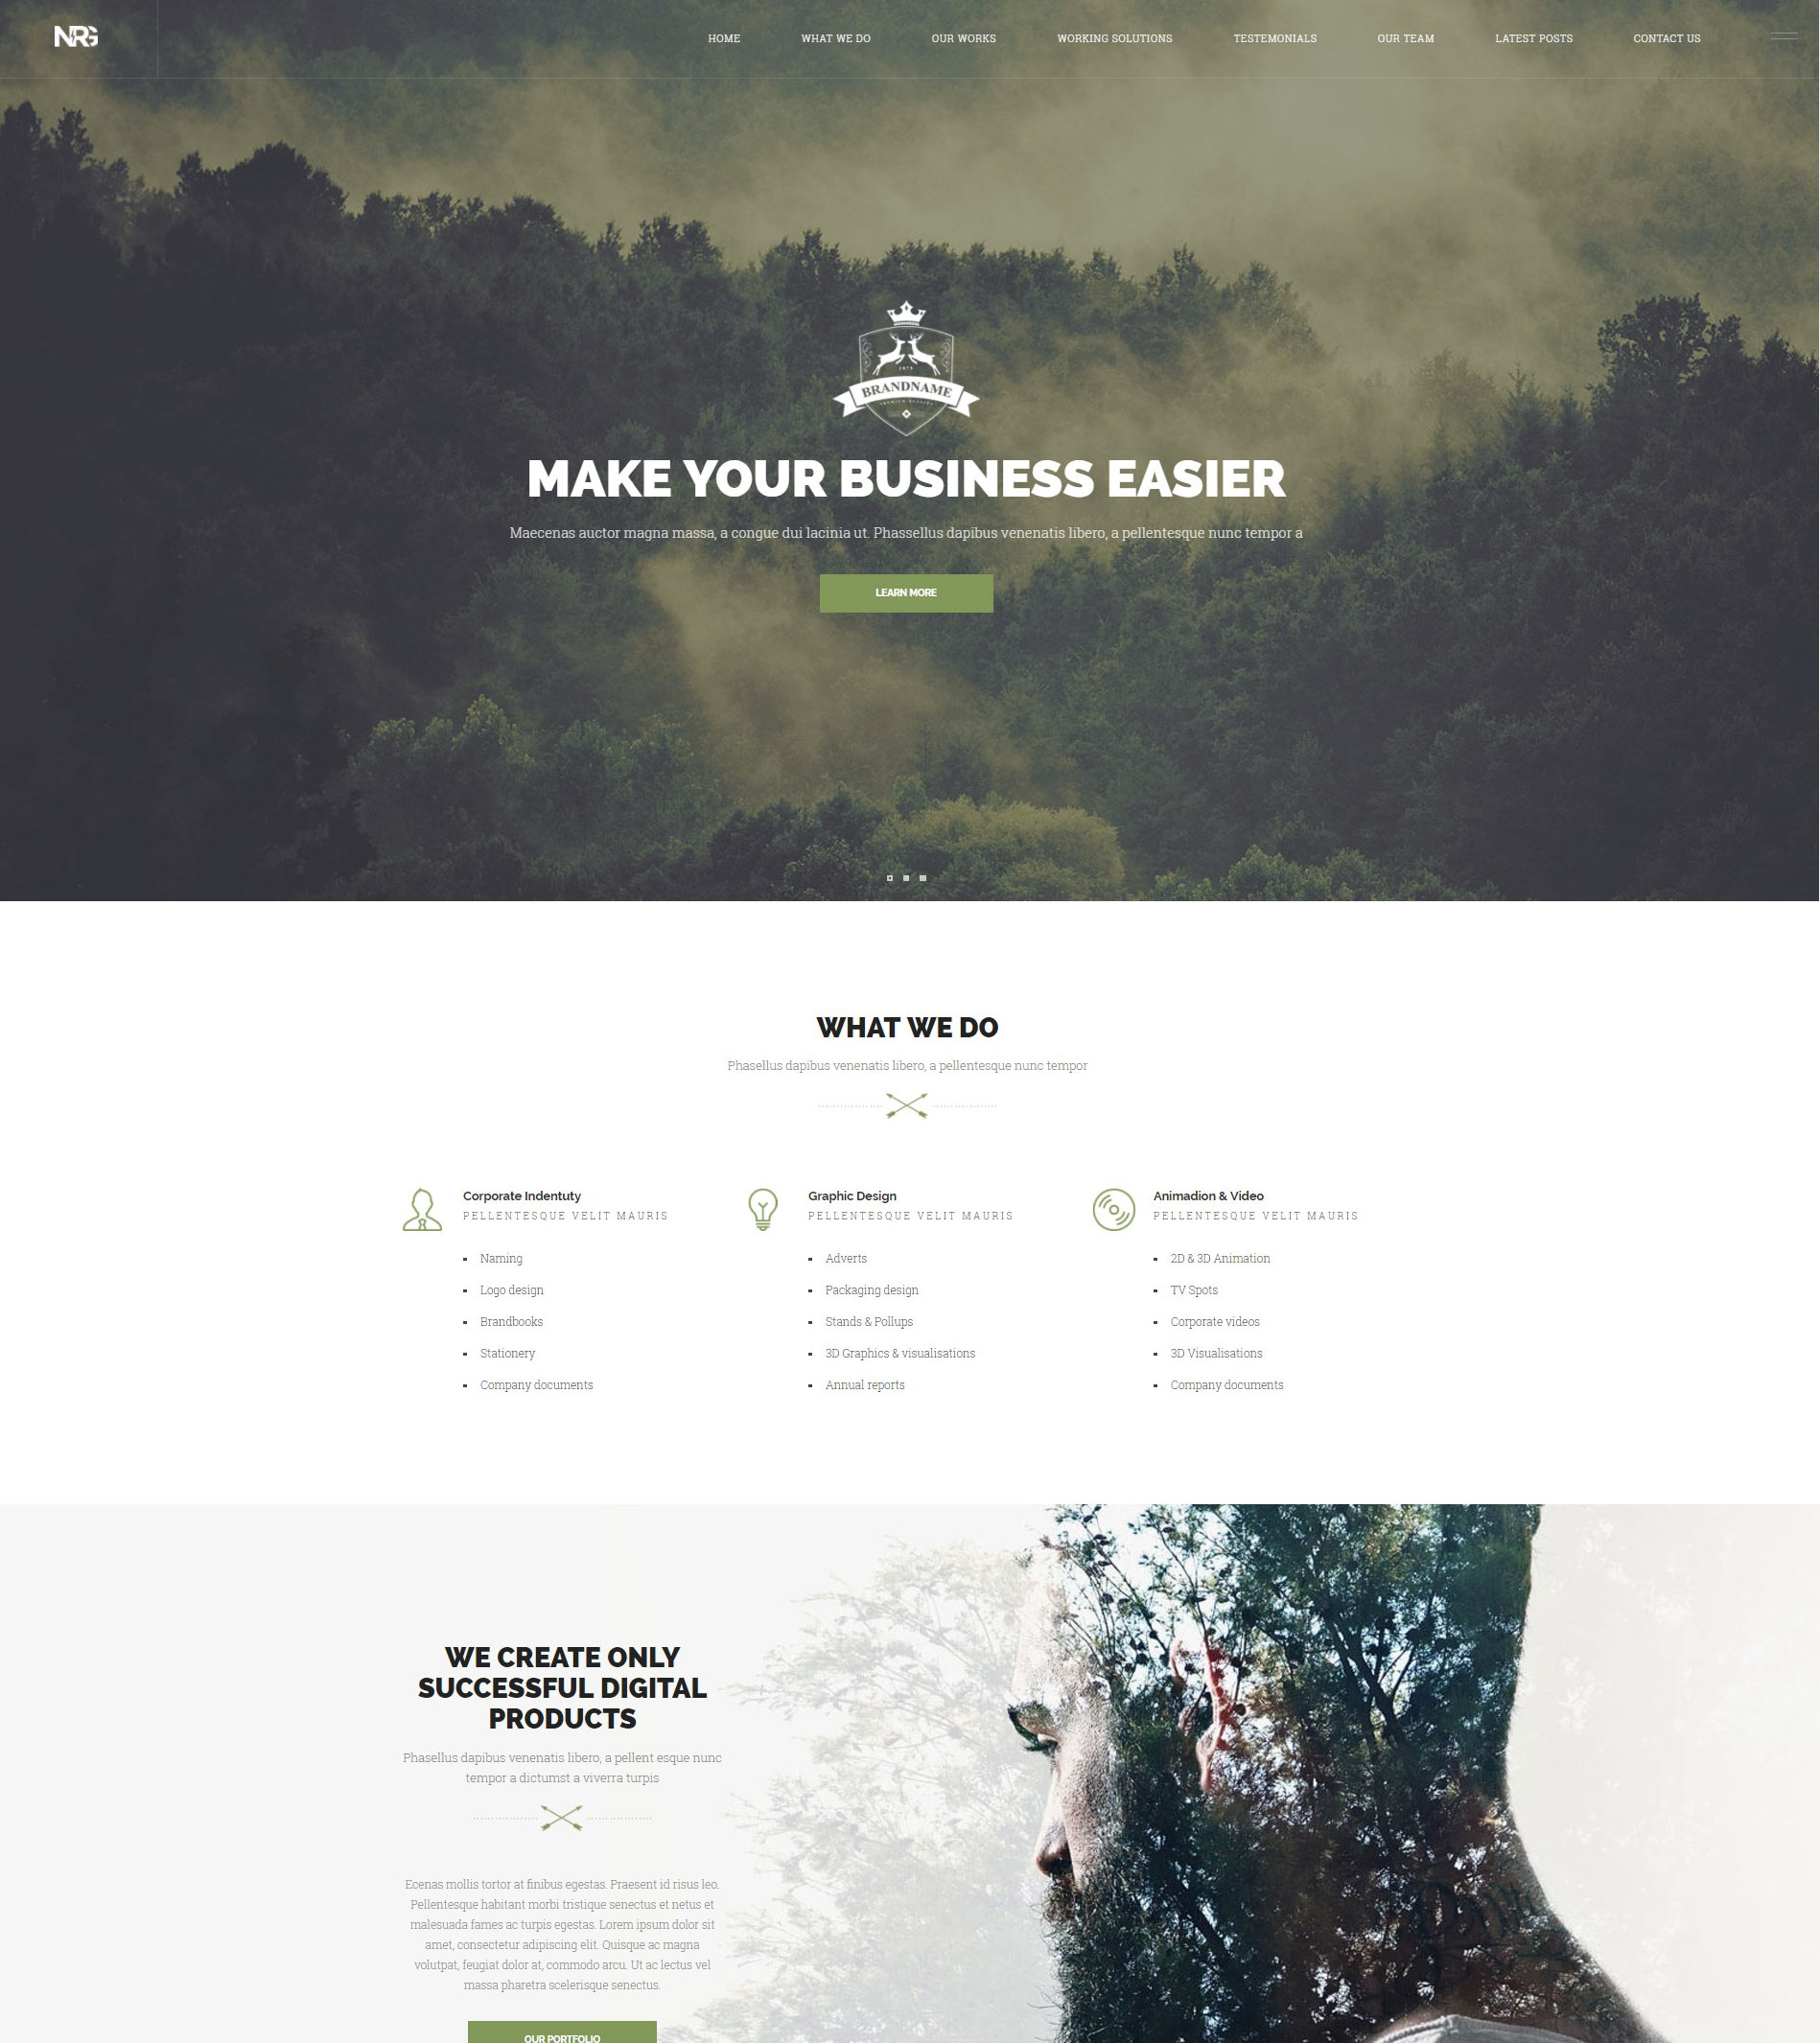 NRG
HOME WHAT WE DO OUR WORKS WORKING SOLUTIONS TESTEMONIALS OUR TEAM LATEST POSTS CONTACT US
BRANDNAME
MAKE YOUR BUSINESS EASIER
Maecenas auctor magna massa, a congue dui lacinia ut. Phassellus dapibus venenatis libero, a pellentesque nunc tempor a
LEARN MORE
WHAT WE DO
Phasellus dapibus venenatis libero, a pellentesque nunc tempor
Corporate Indentuty
PELLENTESQUE VELIT MAURIS
Naming
Logo design
Brandbooks
Stationery
Company documents
Graphic Design
PELLENTESQUE VELIT MAURIS
Adverts
Packaging design
Stands & Pollups
3D Graphics & visualisations
Annual reports
Animadion & Video
PELLENTESQUE VELIT MAURIS
2D & 3D Animation
TV Spots
Corporate videos
3D Visualisations
Company documents
WE CREATE ONLY
SUCCESSFUL DIGITAL
PRODUCTS
Phasellus dapibus venenatis libero, a pellent esque nunc
tempor a dictumst a viverra turpis
Ecenas mollis tortor at finibus egestas. Praesent id risus leo.
Pellentesque habitant morbi tristique senectus et netus et
malesuada fames ac turpis egestas. Lorem ipsum dolor sit
amet, consectetur adipiscing elit. Quisque ac magna
volutpat, feugiat dolor at, commodo arcu. Ut ac lectus vel
massa pharetra scelerisque senectus.
OUR PORTFOLIO